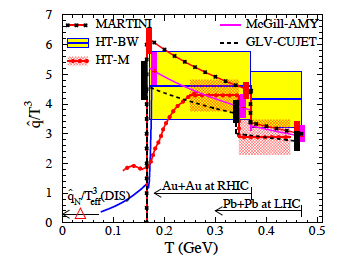 7
MARTINI
McGill-AMY
HT-BW
GLV-CUJET
6
HT-M
5
4
q̂/T³
3
2
q̂_N/T³_eff(DIS)
Au+Au at RHIC
1
Pb+Pb at LHC
0
0 0.1 0.2 0.3 0.4 0.5
T (GeV)